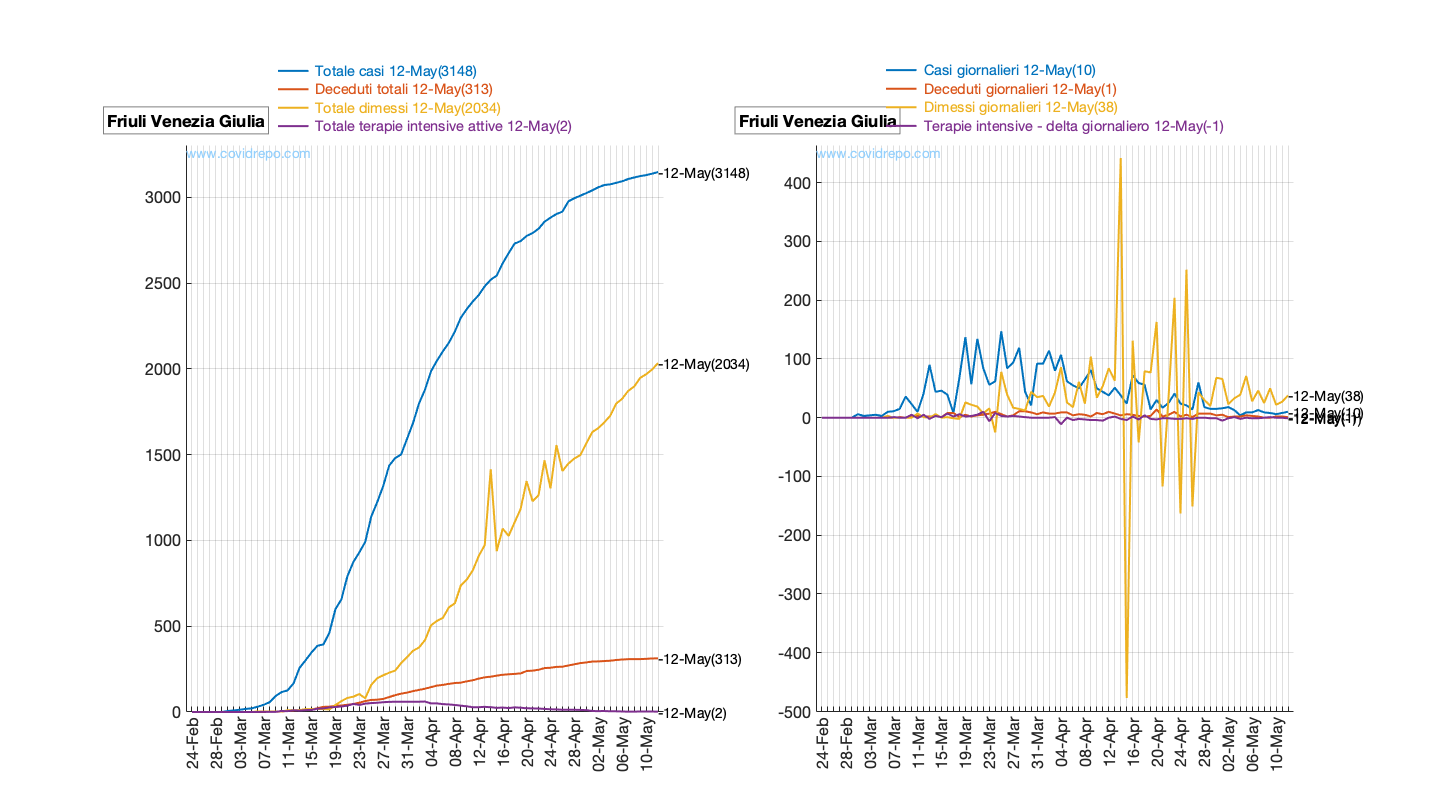 Totale casi 12-May(3148)
Deceduti totali 12-May(313)
Totale dimessi 12-May(2034)
Totale terapie intensive attive 12-May(2)
Friuli Venezia Giulia
www.covidrepo.com
3000
2500
2000
1500
1000
500
0
12-May(3148)
12-May(2034)
12-May(313)
12-May(2)
24-Feb
28-Feb
03-Mar
07-Mar
11-Mar
15-Mar
19-Mar
23-Mar
27-Mar
31-Mar
04-Apr
08-Apr
12-Apr
16-Apr
20-Apr
24-Apr
28-Apr
02-May
06-May
10-May
Casi giornalieri 12-May(10)
Deceduti giornalieri 12-May(1)
Dimessi giornalieri 12-May(38)
Terapie intensive - delta giornaliero 12-May(-1)
Friuli Venezia Giulia
www.covidrepo.com
400
300
200
100
0
-100
-200
-300
-400
-500
12-May(38)
12-May(10)
24-Feb
28-Feb
03-Mar
07-Mar
11-Mar
15-Mar
19-Mar
23-Mar
27-Mar
31-Mar
04-Apr
08-Apr
12-Apr
16-Apr
20-Apr
24-Apr
28-Apr
02-May
06-May
10-May